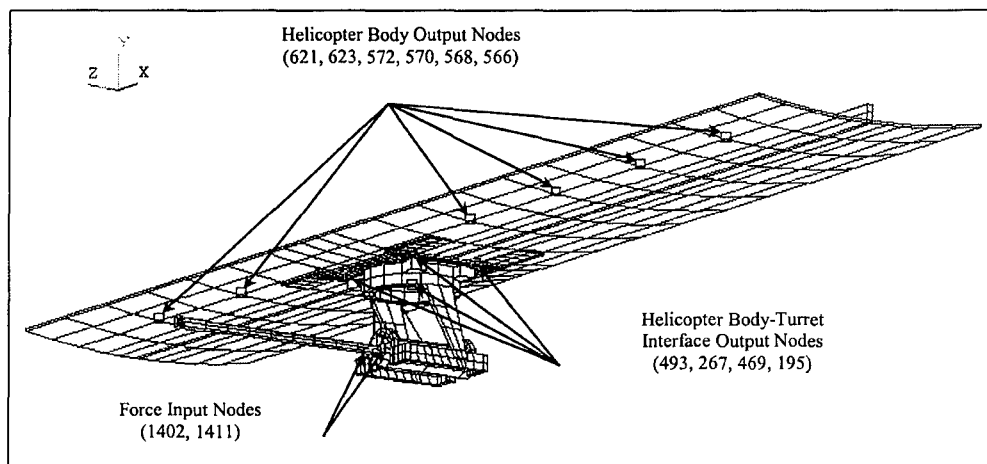 Helicopter Body Output Nodes
(621, 623, 572, 570, 568, 566)
Y
Z X
Helicopter Body-Turret
Interface Output Nodes
(493, 267, 469, 195)
Force Input Nodes
(1402, 1411)